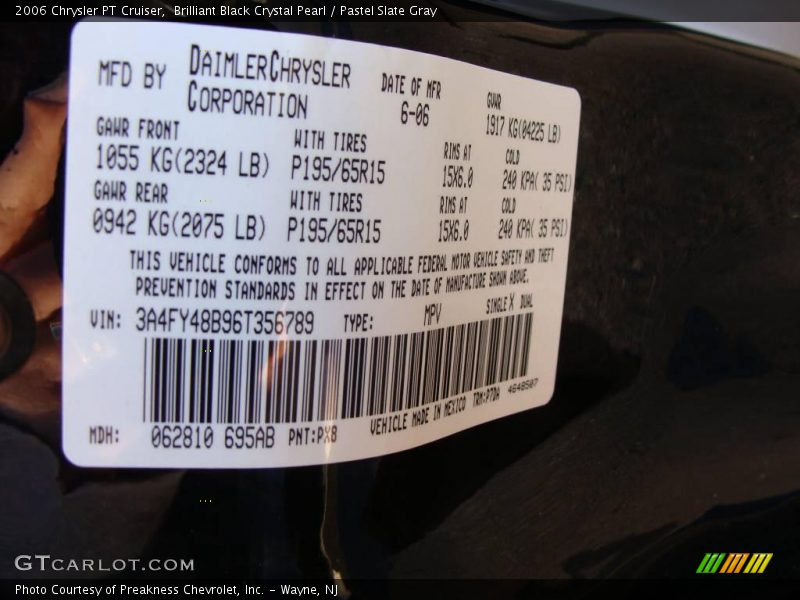 2006 Chrysler PT Cruiser, Brilliant Black Crystal Pearl / Pastel Slate Gray
MFD BY DAIMLERCHRYSLER CORPORATION DATE OF MFR 6-06 GVWR 1917 KG(04225 LB)
GAWR FRONT WITH TIRES RIMS AT COLD
1055 KG(2324 LB) P195/65R15 15X6.0 240 KPA( 35 PSI)
GAWR REAR WITH TIRES RIMS AT COLD
0942 KG(2075 LB) P195/65R15 15X6.0 240 KPA( 35 PSI)
THIS VEHICLE CONFORMS TO ALL APPLICABLE FEDERAL MOTOR VEHICLE SAFETY AND THEFT
PREVENTION STANDARDS IN EFFECT ON THE DATE OF MANUFACTURE SHOWN ABOVE.
VIN: 3A4FY48B96T356789 TYPE: MPV SINGLE X DUAL
MDH: 062810 695AB PNT:PX8 VEHICLE MADE IN MEXICO TRM:P7DA 4648507
GTCARLOT.COM
Photo Courtesy of Preakness Chevrolet, Inc. - Wayne, NJ